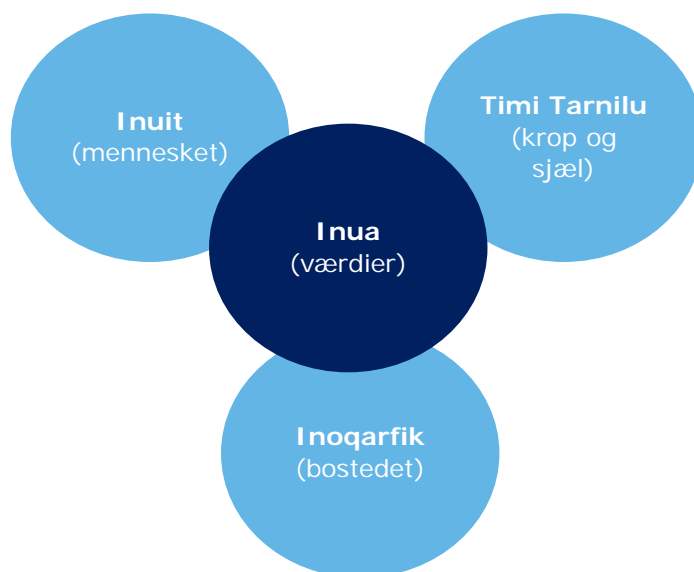 Inuit
(mennesket)
Timi Tarnilu
(krop og
sjæl)
Inua
(værdier)
Inoqarfik
(bostedet)